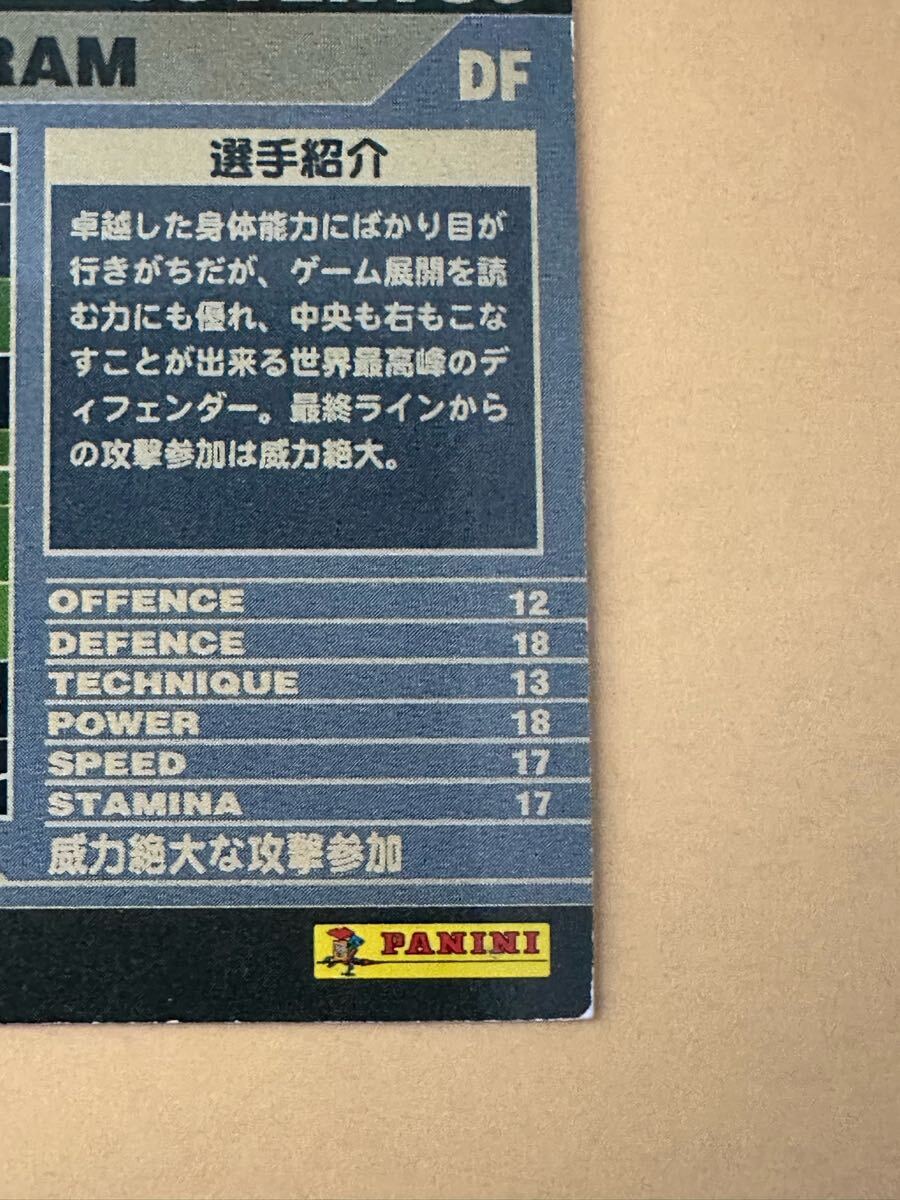 RAM
DF
選手紹介
卓越した身体能力にばかり目が
行きがちだが、ゲーム展開を読
む力にも優れ、中央も右もこな
すことが出来る世界最高峰のデ
ィフェンダー。最終ラインから
の攻撃参加は威力絶大。
OFFENCE 12
DEFENCE 18
TECHNIQUE 13
POWER 18
SPEED 17
STAMINA 17
威力絶大な攻撃参加
PANINI